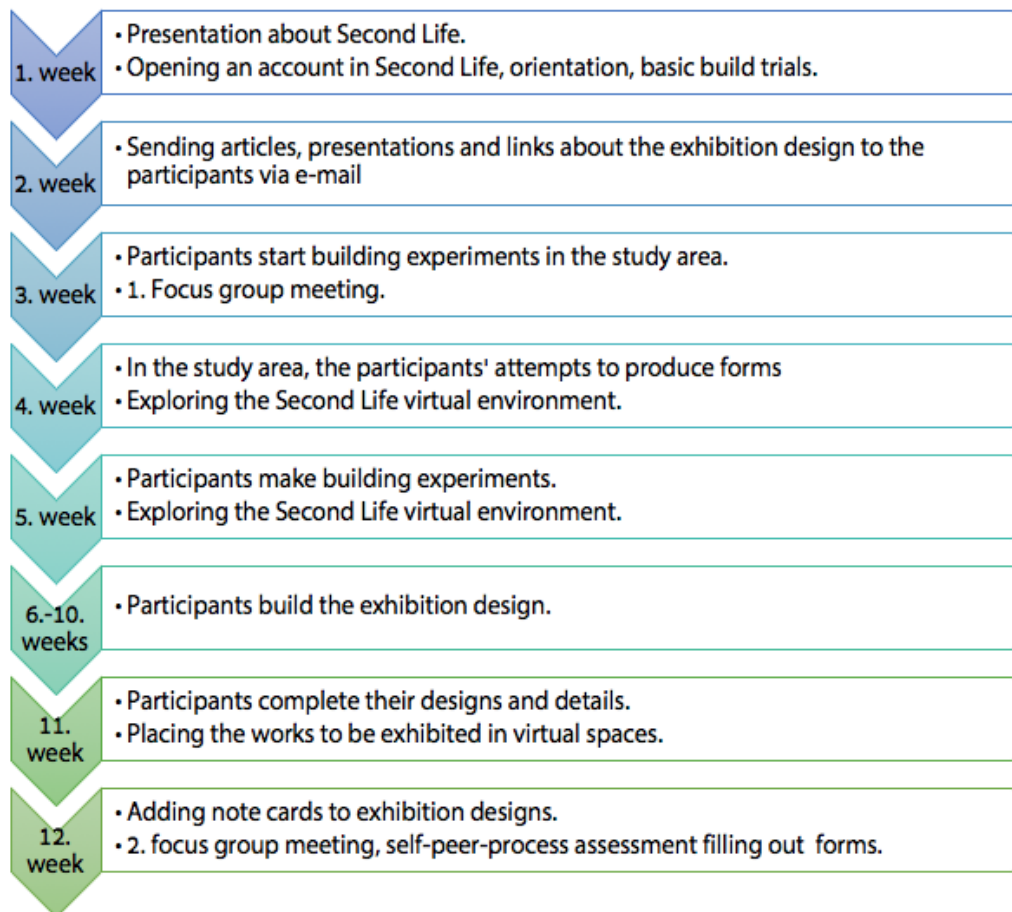 1. week
• Presentation about Second Life.
• Opening an account in Second Life, orientation, basic build trials.
2. week
• Sending articles, presentations and links about the exhibition design to the
participants via e-mail
3. week
• Participants start building experiments in the study area.
• 1. Focus group meeting.
4. week
• In the study area, the participants' attempts to produce forms
• Exploring the Second Life virtual environment.
5. week
• Participants make building experiments.
• Exploring the Second Life virtual environment.
6.-10.
weeks
• Participants build the exhibition design.
11.
week
• Participants complete their designs and details.
• Placing the works to be exhibited in virtual spaces.
12.
week
• Adding note cards to exhibition designs.
• 2. focus group meeting, self-peer-process assessment filling out forms.